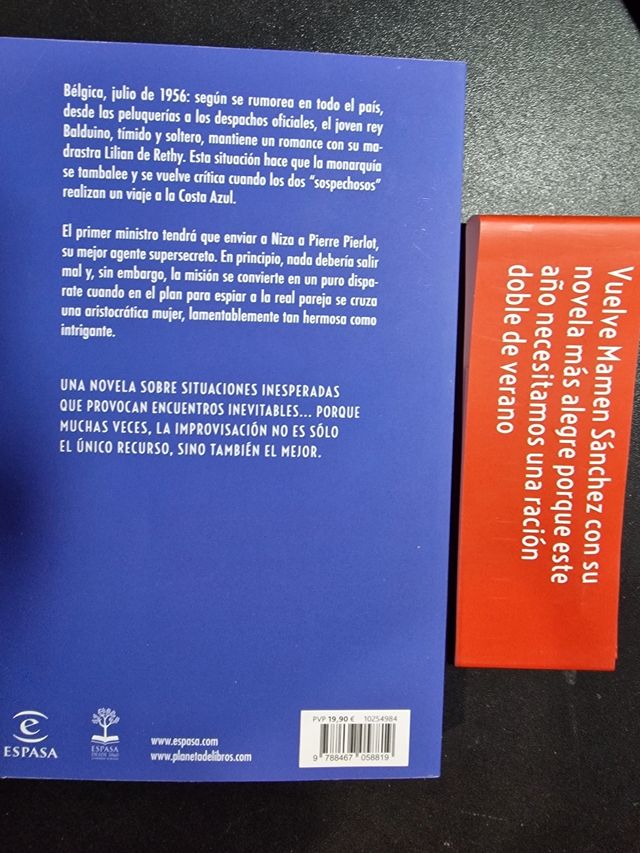 Bélgica, julio de 1956: según se rumorea en todo el país,
desde las peluquerías a los despachos oficiales, el joven rey
Balduino, tímido y soltero, mantiene un romance con su ma-
drastra Lilian de Rethy. Esta situación hace que la monarquía
se tambalee y se vuelve crítica cuando los dos "sospechosos"
realizan un viaje a la Costa Azul.
El primer ministro tendrá que enviar a Niza a Pierre Pierlot,
su mejor agente supersecreto. En principio, nada debería salir
mal y, sin embargo, la misión se convierte en un puro dispa-
rate cuando en el plan para espiar a la real pareja se cruza
una aristocrática mujer, lamentablemente tan hermosa como
intrigante.
UNA NOVELA SOBRE SITUACIONES INESPERADAS
QUE PROVOCAN ENCUENTROS INEVITABLES... PORQUE
MUCHAS VECES, LA IMPROVISACIÓN NO ES SÓLO
EL ÚNICO RECURSO, SINO TAMBIÉN EL MEJOR.
ESPASA
ESPASA
www.espasa.com
www.planetadelibros.com
PVP 19,90 € 10254984
9 788467 058819
Vuelve Mamen Sánchez con su
novela más alegre porque este
año necesitamos una ración
doble de verano